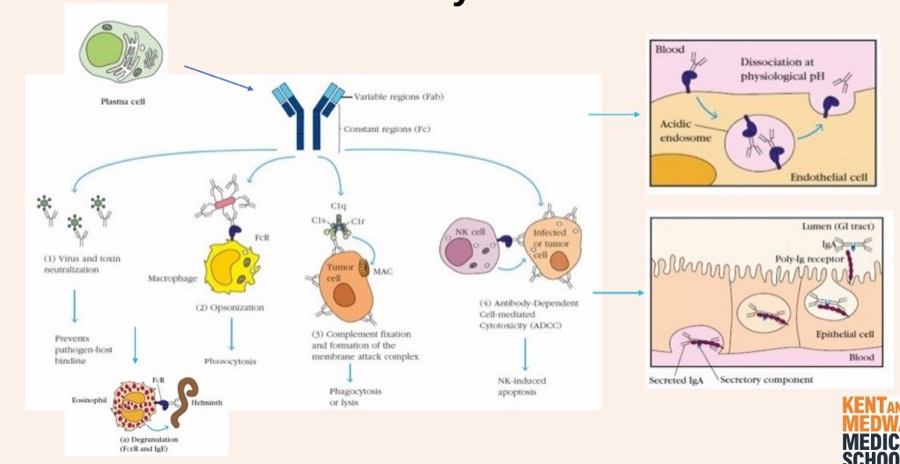 Plasma cell
Variable regions (Fab)
Constant regions (Fc)
(1) Virus and toxin
neutralization
Prevents
pathogen-host
binding
Macrophage
FcR
(2) Opsonization
Phagocytosis
C1q
C1s
C1r
Tumor
cell
MAC
(3) Complement fixation
and formation of the
membrane attack complex
Phagocytosis
or lysis
NK cell
Infected
or tumor
cell
(4) Antibody-Dependent
Cell-mediated
Cytotoxicity (ADCC)
NK-induced
apoptosis
Eosinophil
FcR
Helminth
(a) Degranulation
(FcεR and IgE)
Blood
Dissociation at
physiological pH
Acidic
endosome
Endothelial cell
Lumen (GI tract)
IgA
Poly-Ig receptor
Epithelial cell
Blood
Secreted IgA
Secretory component
KENT AN
MEDWA
MEDIC
SCHOO